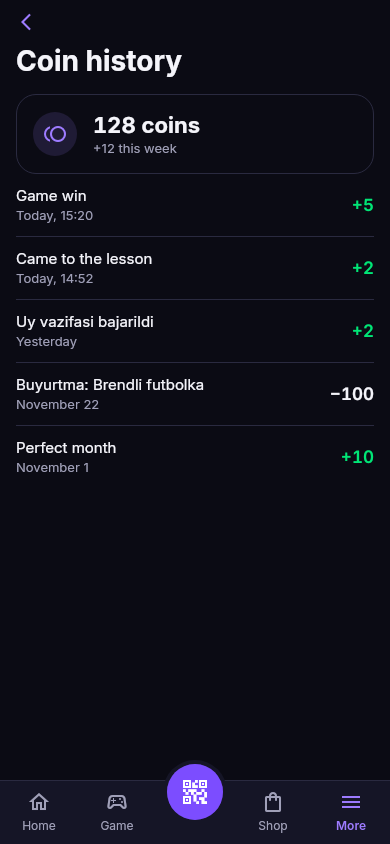 Coin history
128 coins
+12 this week
Game win
Today, 15:20
+5
Came to the lesson
Today, 14:52
+2
Uy vazifasi bajarildi
Yesterday
+2
Buyurtma: Brendli futbolka
November 22
−100
Perfect month
November 1
+10
Home
Game
Shop
More